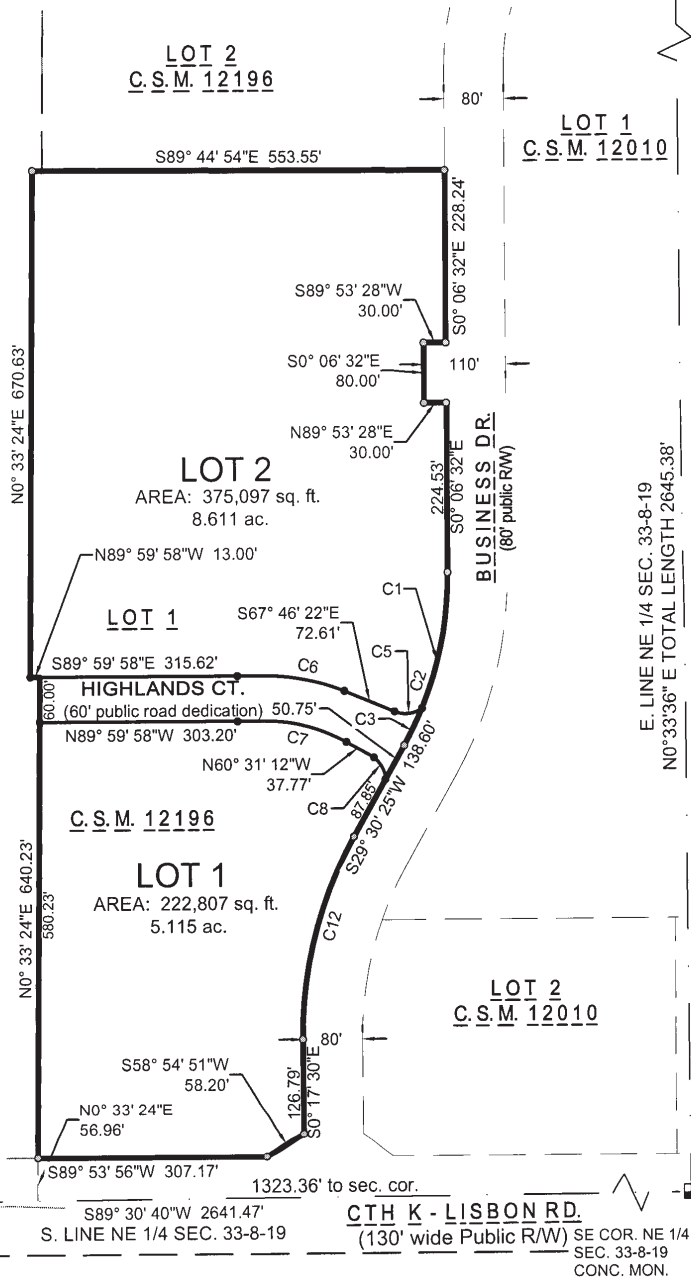 LOT 2
C.S.M. 12196
80'
LOT 1
C.S.M. 12010
S89° 44' 54"E 553.55'
S0° 06' 32"E 228.24'
S89° 53' 28"W
30.00'
S0° 06' 32"E
80.00'
110'
N89° 53' 28"E
30.00'
N0° 33' 24"E 670.63'
LOT 2
AREA: 375,097 sq. ft.
8.611 ac.
224.53'
S0° 06' 32"E
BUSINESS DR.
(80' public R/W)
E. LINE NE 1/4 SEC. 33-8-19
N0°33'36" E TOTAL LENGTH 2645.38'
N89° 59' 58"W 13.00'
C1
LOT 1
S67° 46' 22"E
72.61'
C5
S89° 59' 58"E 315.62'
C6
C2
60.00'
HIGHLANDS CT.
(60' public road dedication)
50.75'
C3
N89° 59' 58"W 303.20'
C7
138.60'
N60° 31' 12"W
37.77'
C8
87.85'
S29° 30' 25"W
C.S.M. 12196
LOT 1
AREA: 222,807 sq. ft.
5.115 ac.
N0° 33' 24"E 640.23'
580.23'
C12
LOT 2
C.S.M. 12010
80'
S58° 54' 51"W
58.20'
126.79'
S0° 17' 30"E
N0° 33' 24"E
56.96'
S89° 53' 56"W 307.17'
1323.36' to sec. cor.
S89° 30' 40"W 2641.47'
S. LINE NE 1/4 SEC. 33-8-19
CTH K - LISBON RD.
(130' wide Public R/W)
SE COR. NE 1/4
SEC. 33-8-19
CONC. MON.